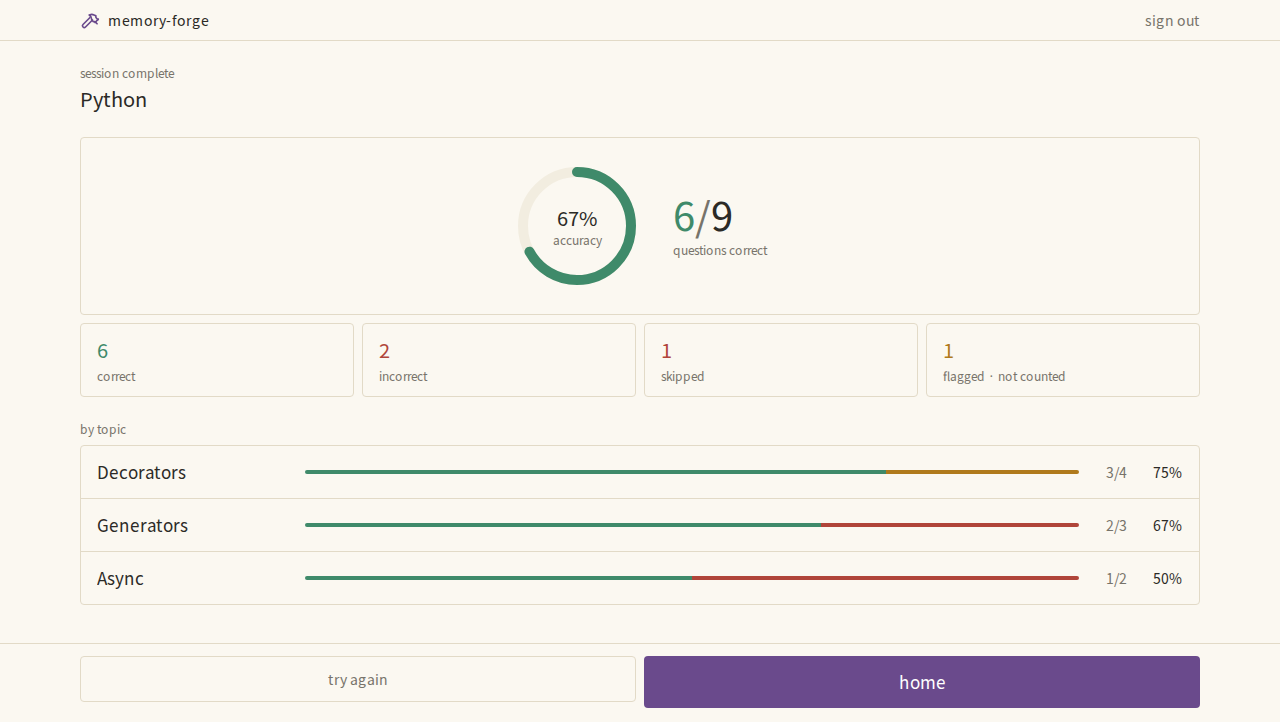 memory-forge
sign out
session complete
Python
67%
accuracy
6/9
questions correct
6
correct
2
incorrect
1
skipped
1
flagged · not counted
by topic
Decorators 3/4 75%
Generators 2/3 67%
Async 1/2 50%
try again
home